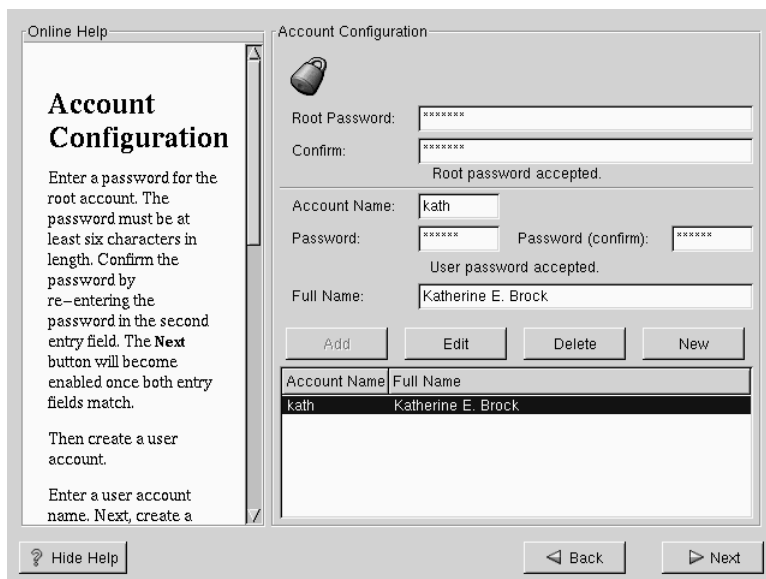 Online Help
Account
Configuration
Enter a password for the
root account. The
password must be at
least six characters in
length. Confirm the
password by
re-entering the
password in the second
entry field. The Next
button will become
enabled once both entry
fields match.
Then create a user
account.
Enter a user account
name. Next, create a
Account Configuration
Root Password: *******
Confirm: *******
Root password accepted.
Account Name: kath
Password: ****** Password (confirm): ******
User password accepted.
Full Name: Katherine E. Brock
Add Edit Delete New
Account Name Full Name
kath Katherine E. Brock
Hide Help Back Next